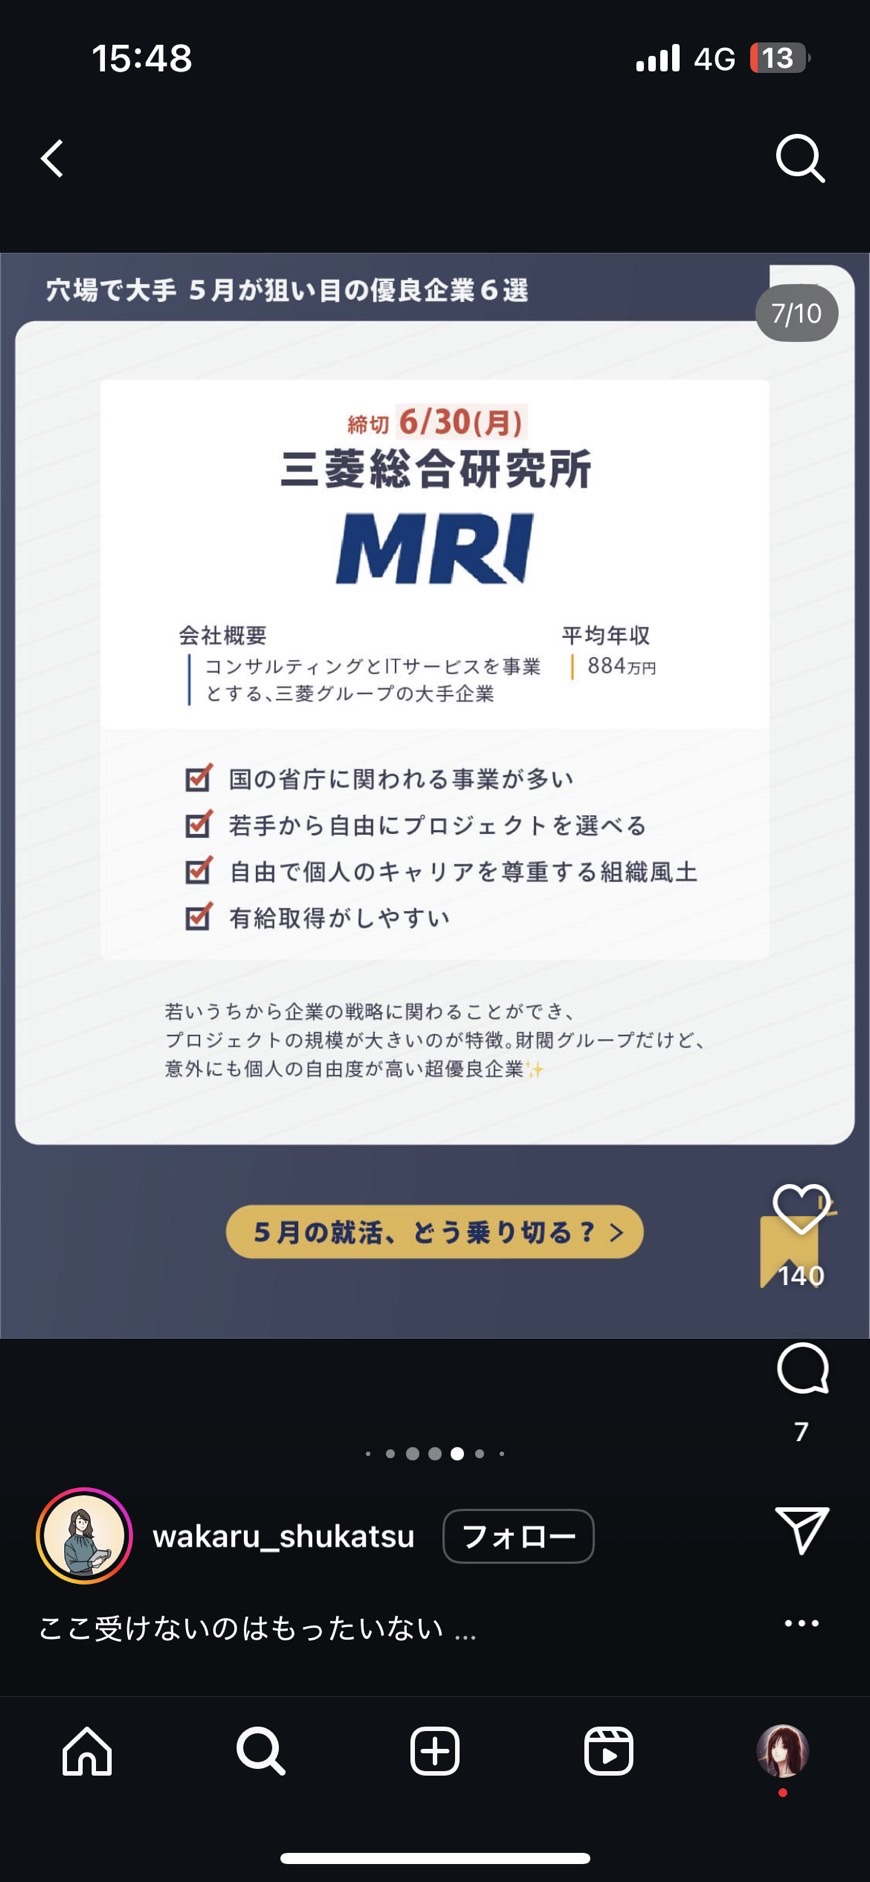 15:48
4G 13
穴場で大手 5月が狙い目の優良企業6選
7/10
締切 6/30(月)
三菱総合研究所
MRI
会社概要
コンサルティングとITサービスを事業
とする、三菱グループの大手企業
平均年収
884万円
国の省庁に関われる事業が多い
若手から自由にプロジェクトを選べる
自由で個人のキャリアを尊重する組織風土
有給取得がしやすい
若いうちから企業の戦略に関わることができ、
プロジェクトの規模が大きいのが特徴。財閥グループだけど、
意外にも個人の自由度が高い超優良企業✨
5月の就活、どう乗り切る？ >
140
7
wakaru_shukatsu フォロー
ここ受けないのはもったいない ...